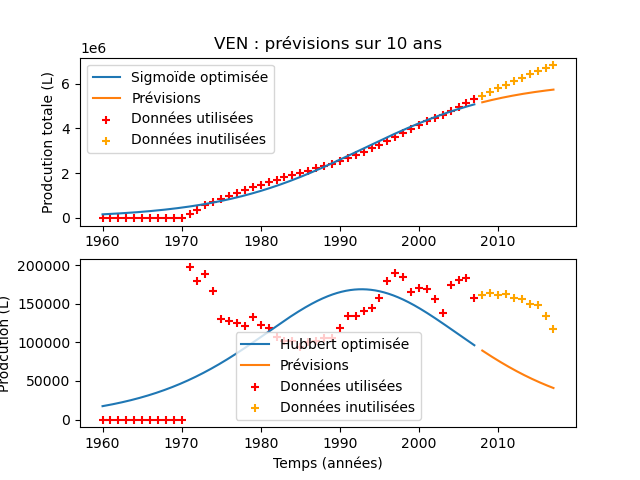 VEN : prévisions sur 10 ans
1e6
Prodcution totale (L)
6
4
2
0
Sigmoïde optimisée
Prévisions
Données utilisées
Données inutilisées
1960 1970 1980 1990 2000 2010
Prodcution (L)
200000
150000
100000
50000
0
Hubbert optimisée
Prévisions
Données utilisées
Données inutilisées
1960 1970 1980 1990 2000 2010
Temps (années)